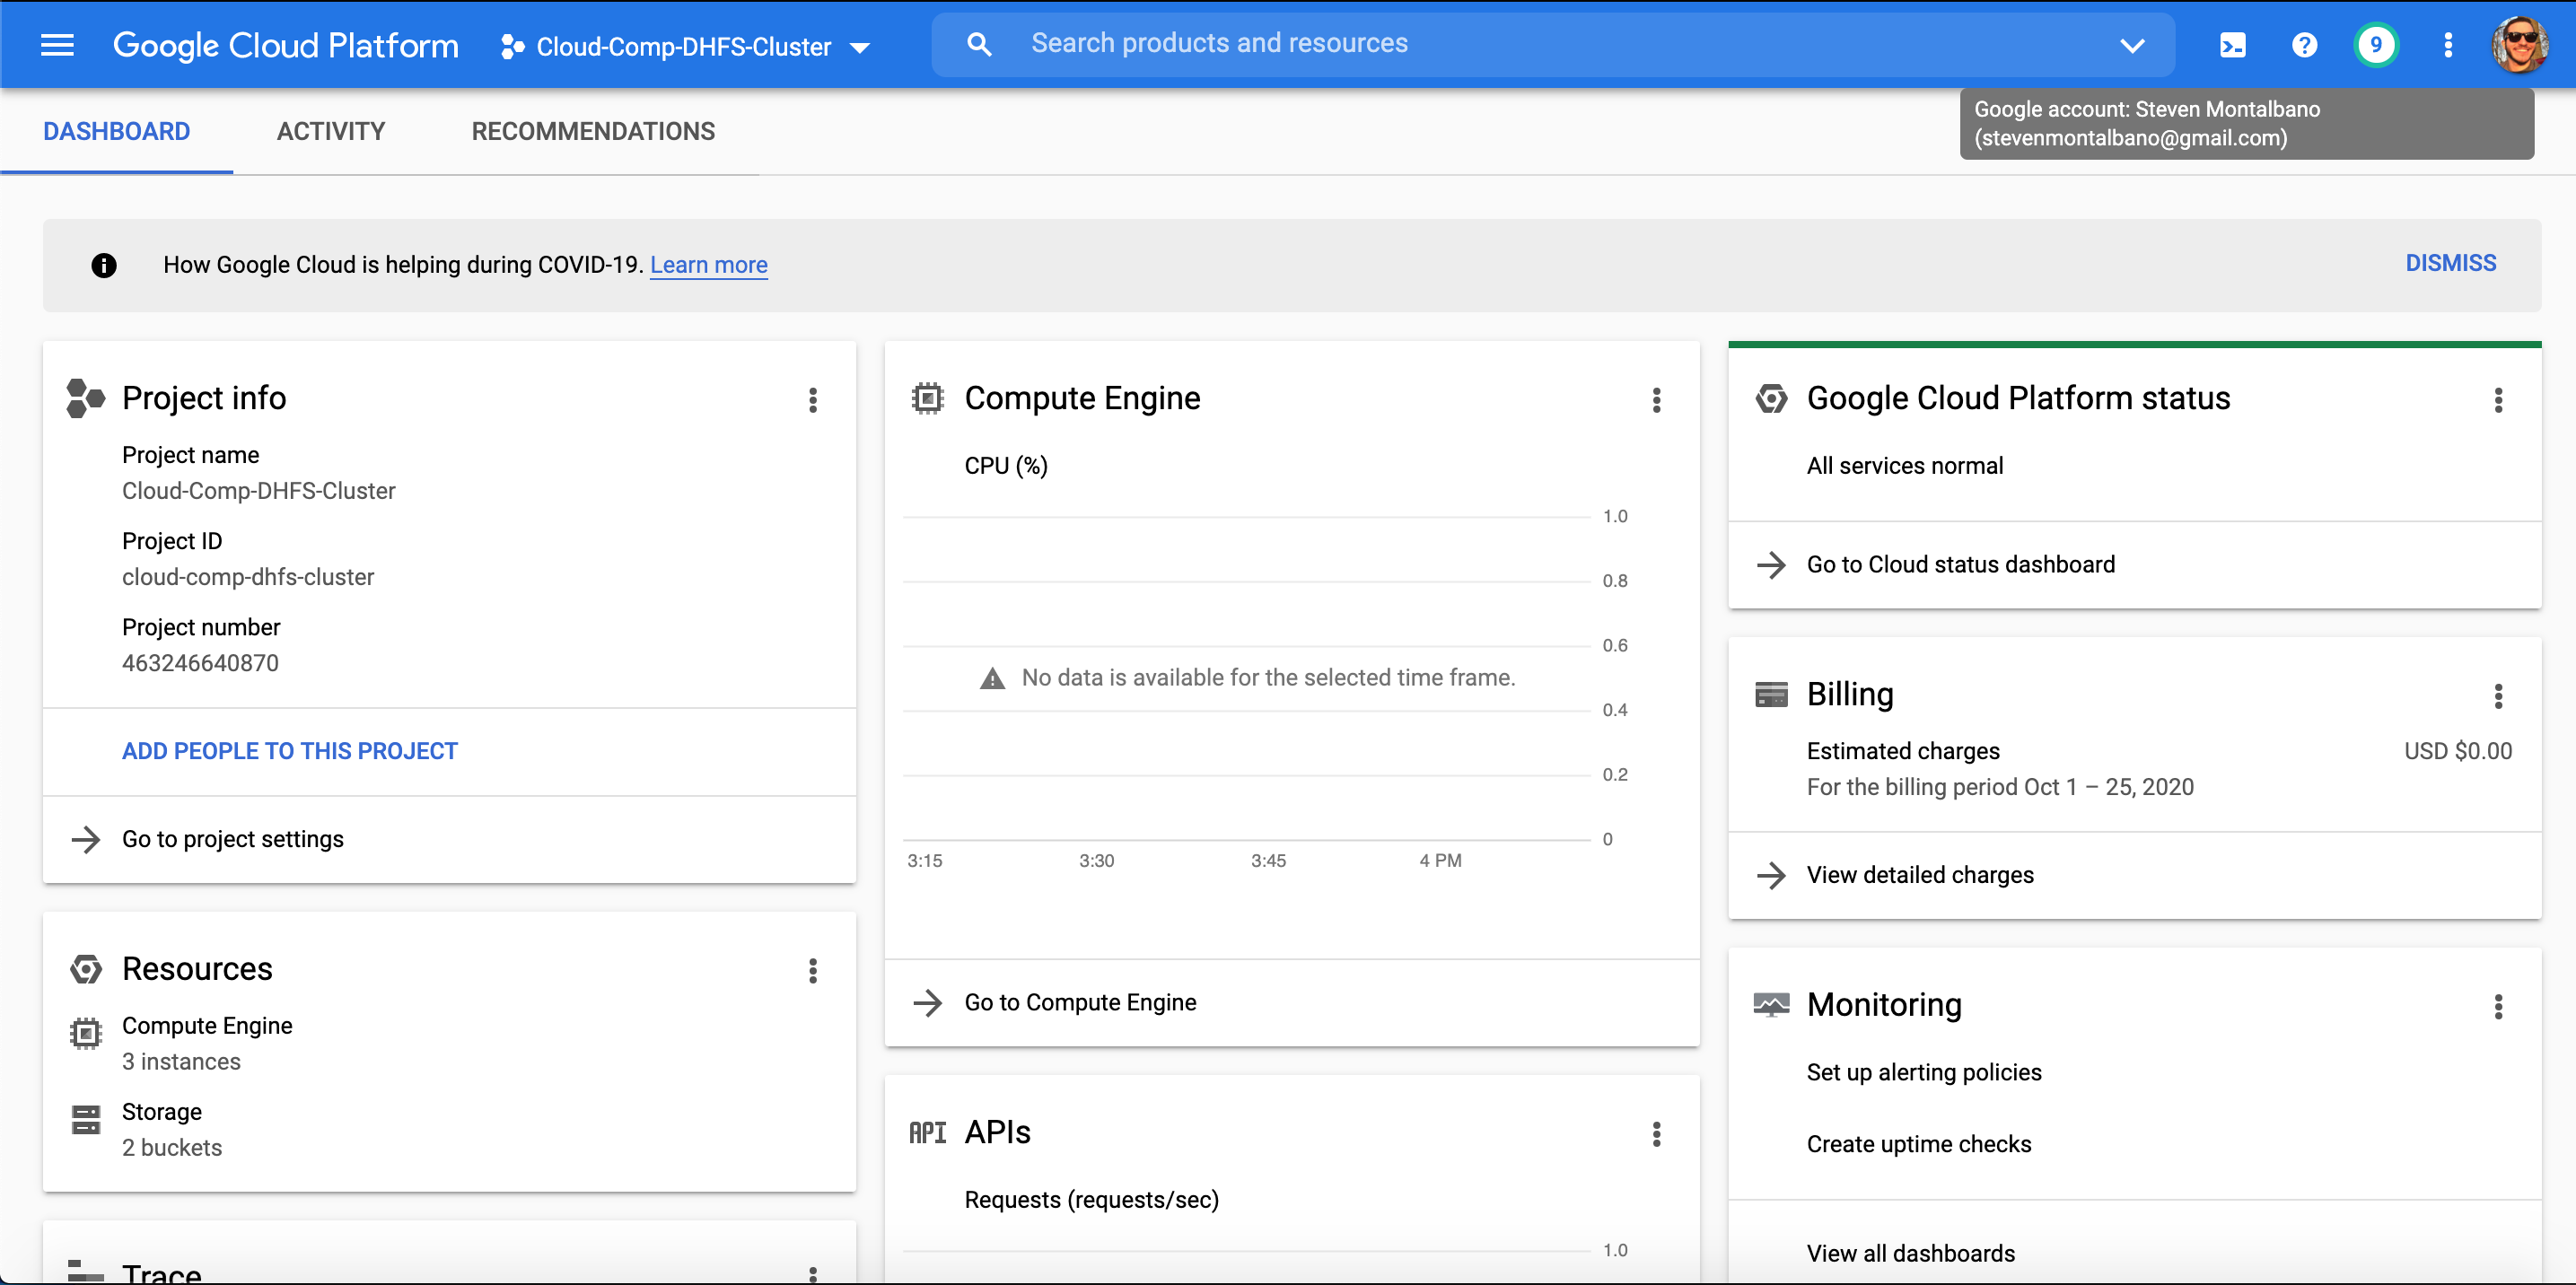 Google Cloud Platform
Cloud-Comp-DHFS-Cluster
Search products and resources
9
Google account: Steven Montalbano
(stevenmontalbano@gmail.com)
DASHBOARD
ACTIVITY
RECOMMENDATIONS
How Google Cloud is helping during COVID-19. Learn more
DISMISS
Project info
Project name
Cloud-Comp-DHFS-Cluster
Project ID
cloud-comp-dhfs-cluster
Project number
463246640870
ADD PEOPLE TO THIS PROJECT
Go to project settings
Resources
Compute Engine
3 instances
Storage
2 buckets
Trace
Compute Engine
CPU (%)
1.0
0.8
0.6
No data is available for the selected time frame.
0.4
0.2
0
3:15
3:30
3:45
4 PM
Go to Compute Engine
API
APIs
Requests (requests/sec)
1.0
Google Cloud Platform status
All services normal
Go to Cloud status dashboard
Billing
Estimated charges
USD $0.00
For the billing period Oct 1 – 25, 2020
View detailed charges
Monitoring
Set up alerting policies
Create uptime checks
View all dashboards